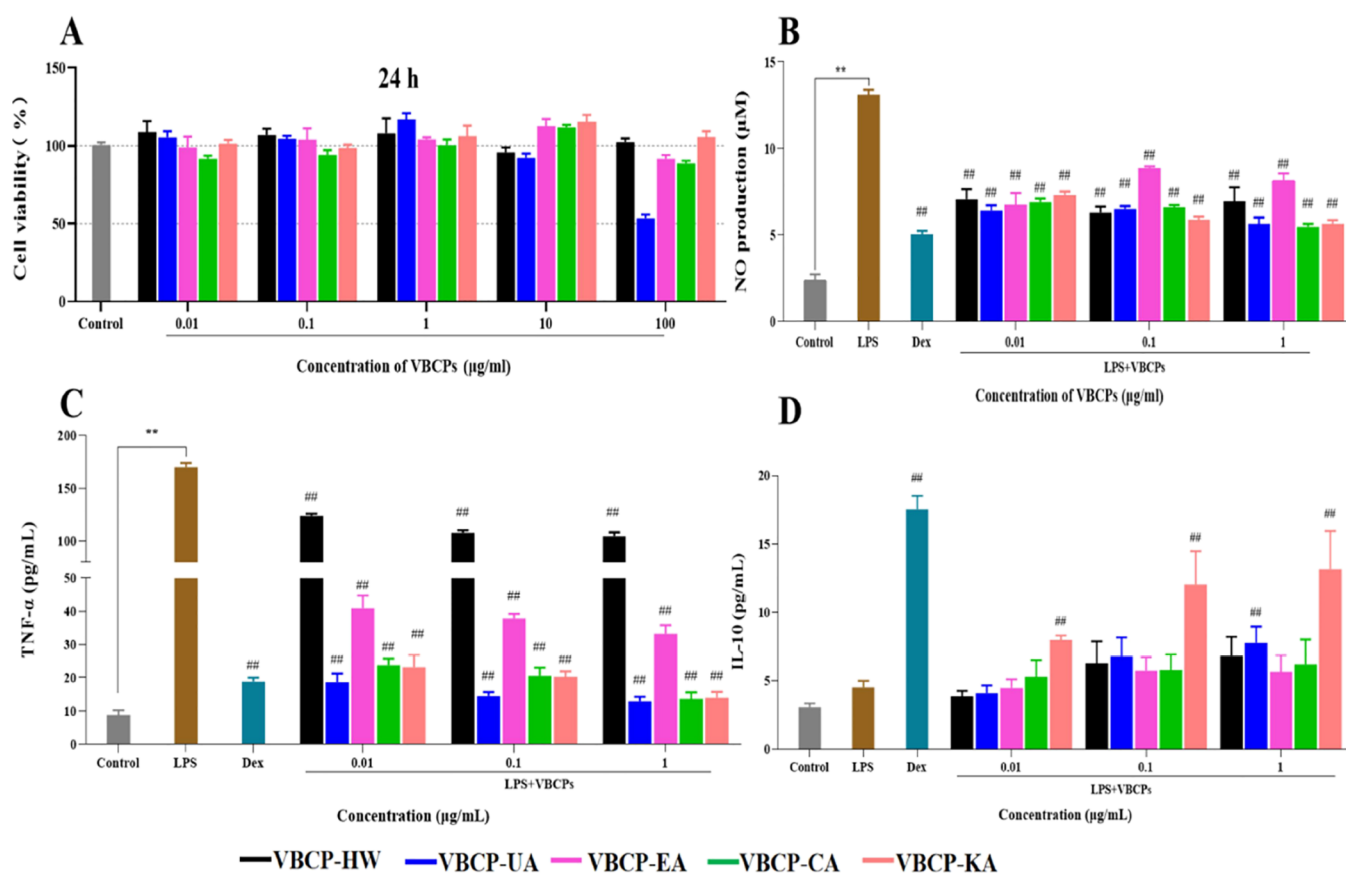 A
24 h
Cell viability ( %)
150
100
50
0
Control
0.01
0.1
1
10
100
Concentration of VBCPs (μg/ml)
B
NO production (μM)
15
10
5
0
**
##
## ## ## ## ##
## ## ## ## ##
## ## ## ## ##
Control
LPS
Dex
0.01
0.1
1
LPS+VBCPs
Concentration of VBCPs (μg/ml)
C
TNF-α (pg/mL)
200
150
100
50
40
30
20
10
0
**
##
## ## ## ## ##
## ## ## ## ##
## ## ## ## ##
Control
LPS
Dex
0.01
0.1
1
LPS+VBCPs
Concentration (μg/mL)
D
IL-10 (pg/mL)
20
15
10
5
0
##
##
##
## ##
Control
LPS
Dex
0.01
0.1
1
LPS+VBCPs
Concentration (μg/mL)
VBCP-HW VBCP-UA VBCP-EA VBCP-CA VBCP-KA